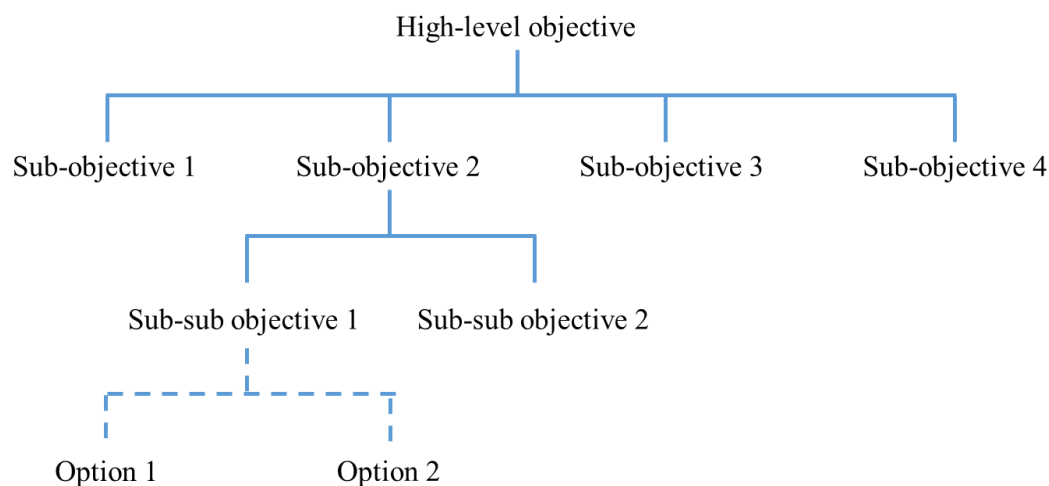 High-level objective
Sub-objective 1 Sub-objective 2 Sub-objective 3 Sub-objective 4
Sub-sub objective 1 Sub-sub objective 2
Option 1 Option 2